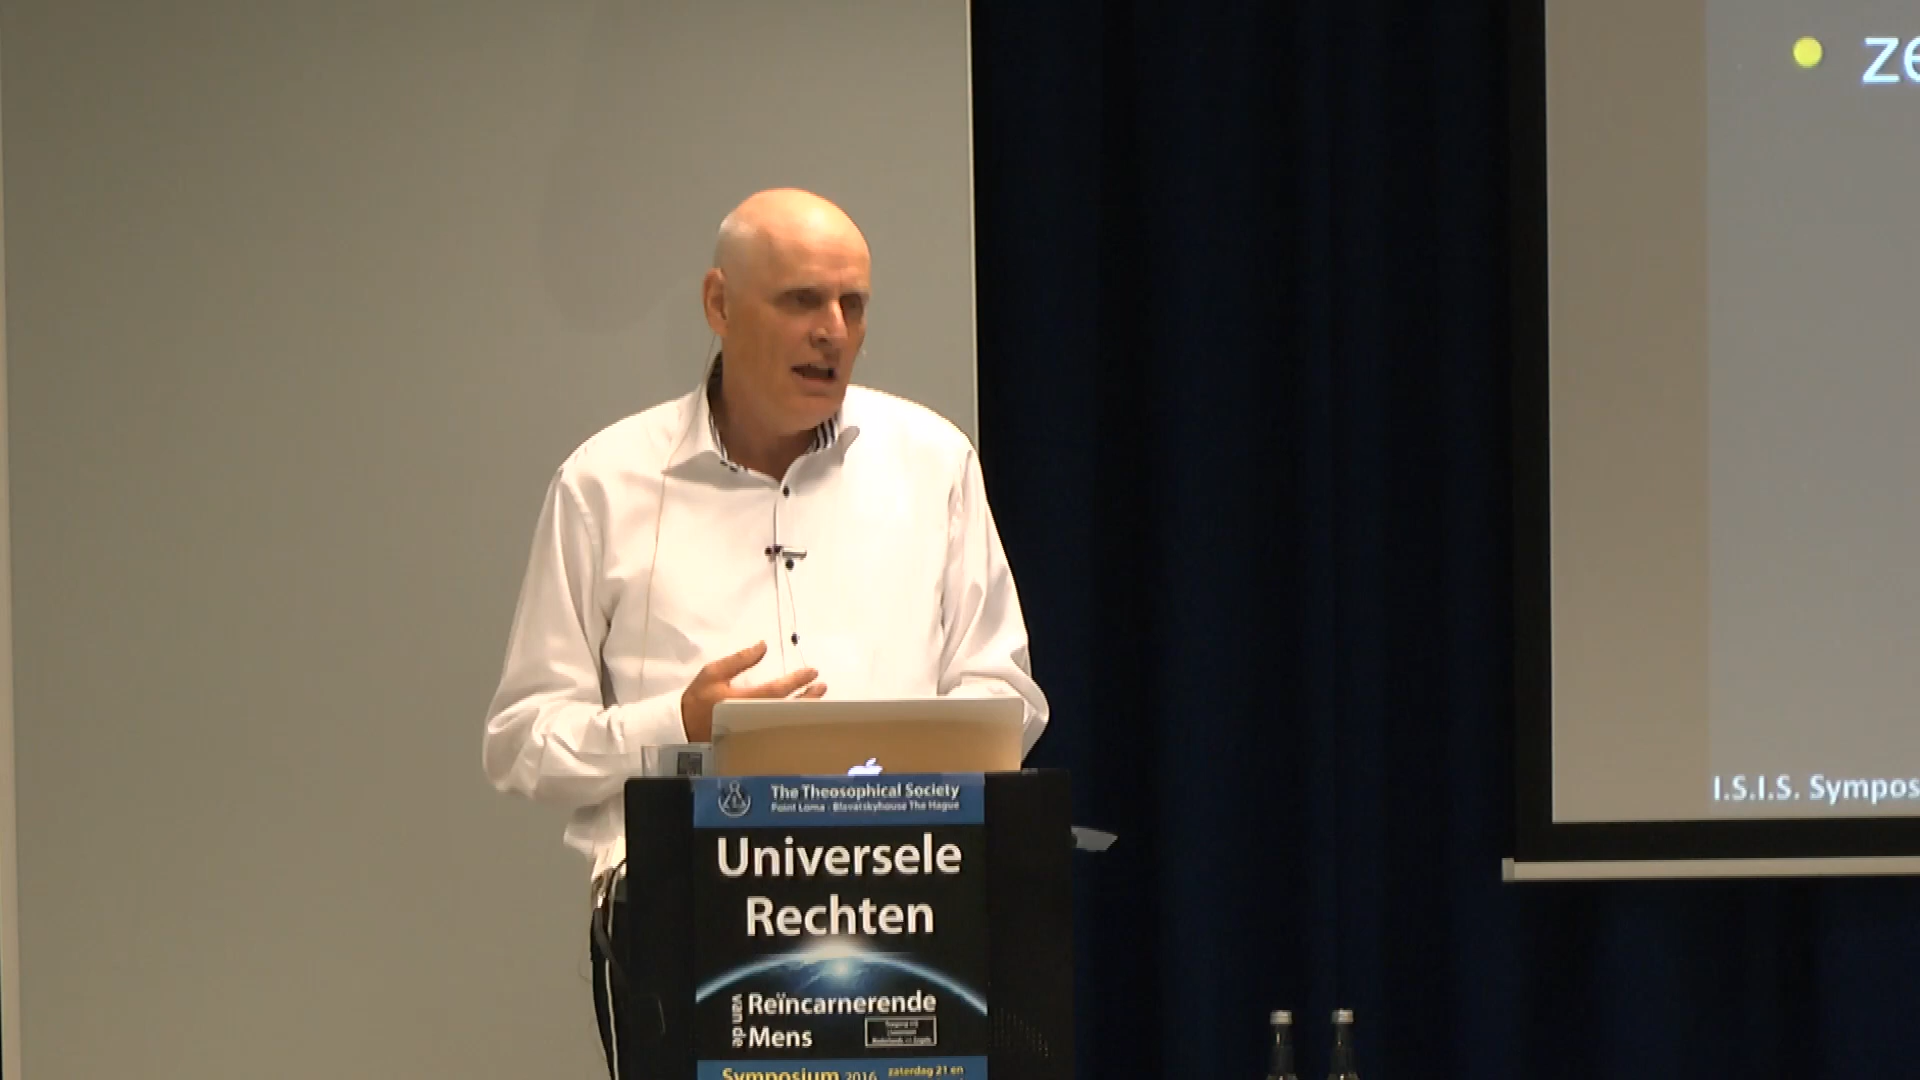 ze
I.S.I.S. Sympos
The Theosophical Society
Point Loma - Blavatskyhouse The Hague
Universele
Rechten
van de
Reïncarnerende
Mens
Symposium 2016 zaterdag 21 en